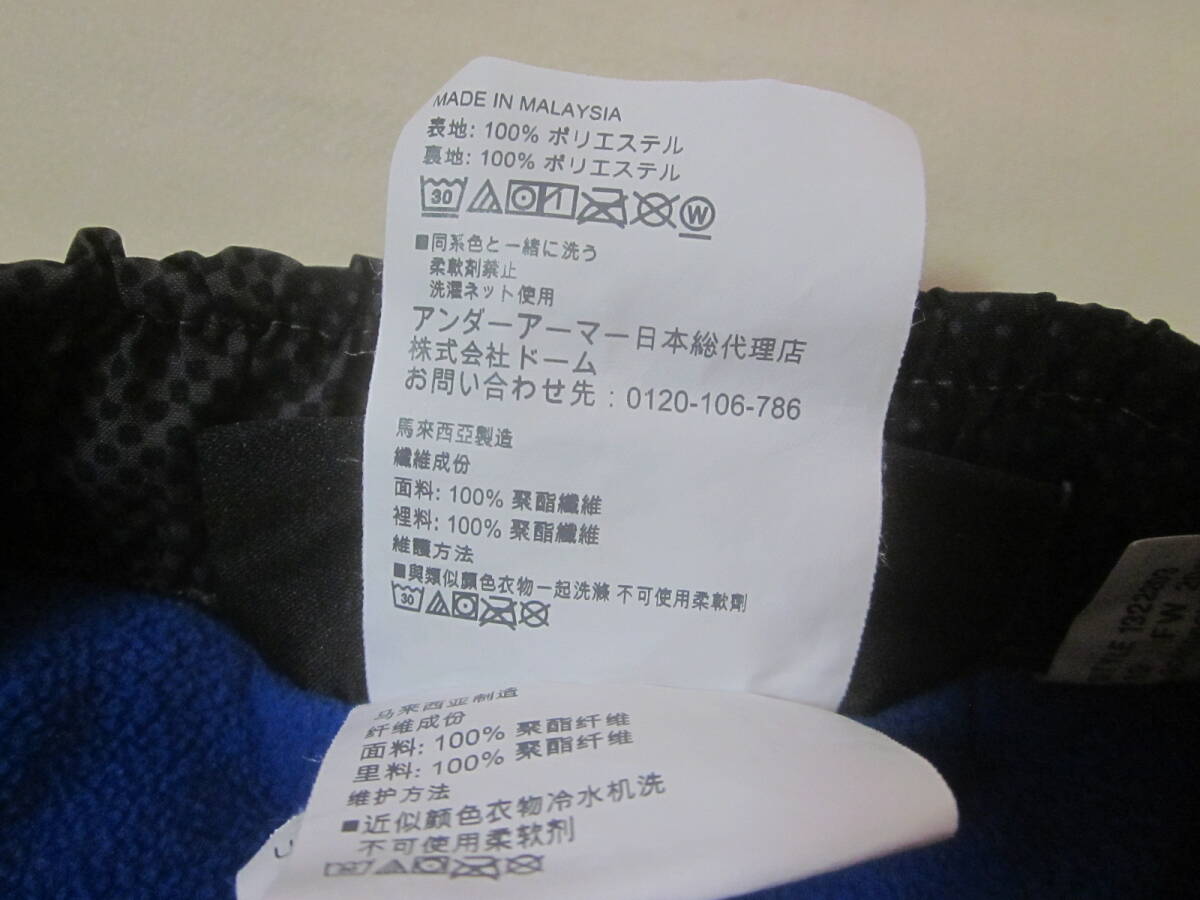 MADE IN MALAYSIA
表地: 100% ポリエステル
裏地: 100% ポリエステル
30 W
■同系色と一緒に洗う
柔軟剤禁止
洗濯ネット使用
アンダーアーマー日本総代理店
株式会社ドーム
お問い合わせ先：0120-106-786
馬來西亞製造
纖維成份
面料: 100% 聚酯纖維
裡料: 100% 聚酯纖維
維護方法
■與類似顏色衣物一起洗滌 不可使用柔軟劑
30
马来西亚制造
纤维成份
面料: 100% 聚酯纤维
里料: 100% 聚酯纤维
维护方法
■近似颜色衣物冷水机洗
不可使用柔软剂
1322803
FW